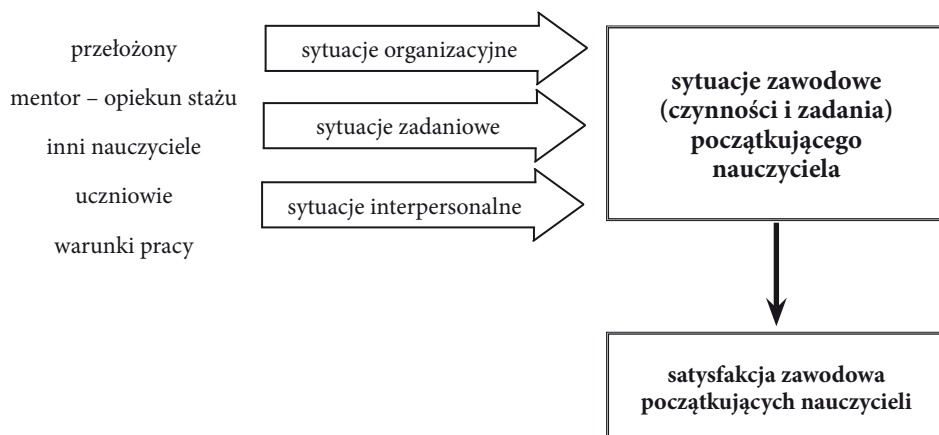 przełożony
mentor – opiekun stażu
inni nauczyciele
uczniowie
warunki pracy
sytuacje organizacyjne
sytuacje zadaniowe
sytuacje interpersonalne
sytuacje zawodowe
(czynności i zadania)
początkującego
nauczyciela
satysfakcja zawodowa
początkujących nauczycieli